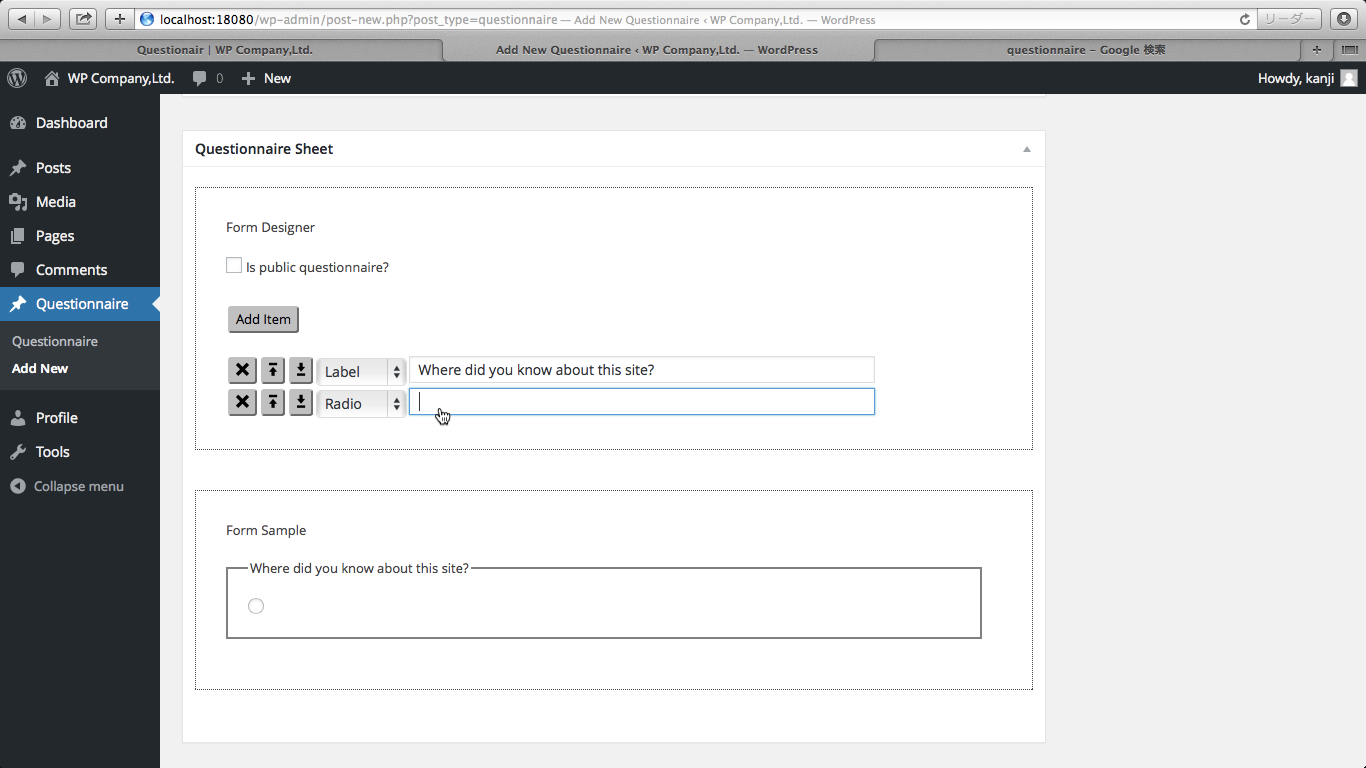 localhost:18080/wp-admin/post-new.php?post_type=questionnaire — Add New Questionnaire ‹ WP Company,Ltd. — WordPress
リーダー
Questionair | WP Company,Ltd.
Add New Questionnaire ‹ WP Company,Ltd. — WordPress
questionnaire - Google 検索
WP Company,Ltd.
0
New
Howdy, kanji
Dashboard
Posts
Media
Pages
Comments
Questionnaire
Questionnaire
Add New
Profile
Tools
Collapse menu
Questionnaire Sheet
Form Designer
Is public questionnaire?
Add Item
Label
Where did you know about this site?
Radio
Form Sample
Where did you know about this site?